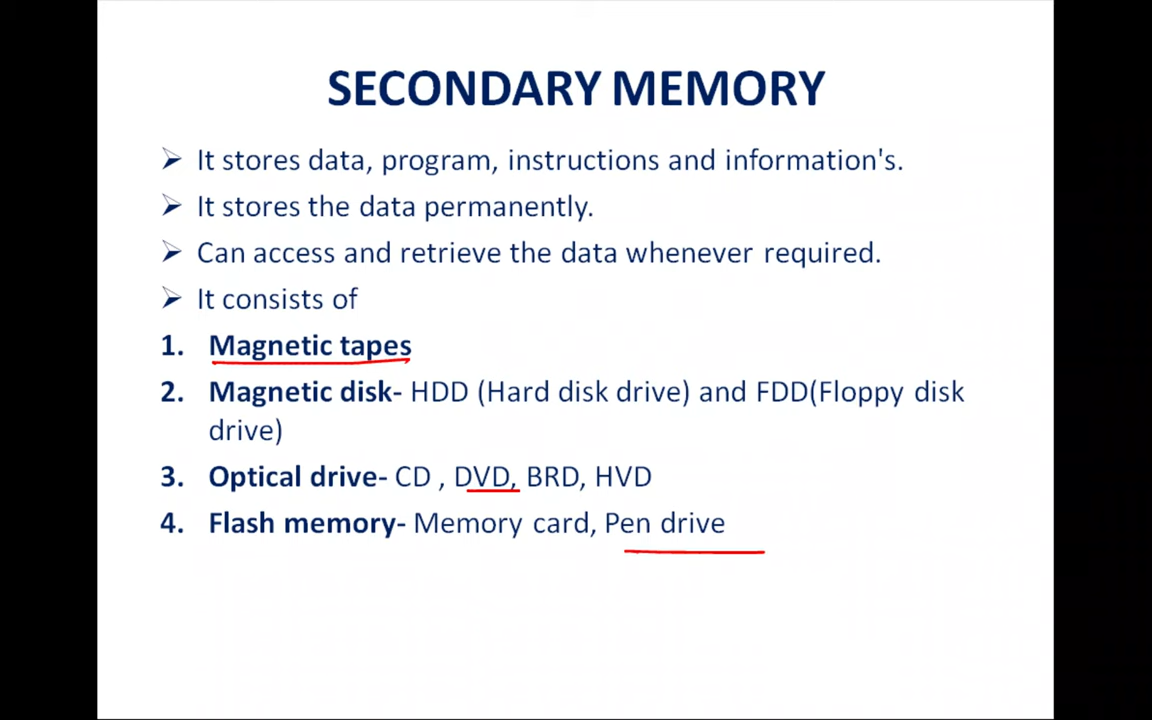 SECONDARY MEMORY
➢ It stores data, program, instructions and information's.
➢ It stores the data permanently.
➢ Can access and retrieve the data whenever required.
➢ It consists of
1. Magnetic tapes
2. Magnetic disk- HDD (Hard disk drive) and FDD(Floppy disk
drive)
3. Optical drive- CD , DVD, BRD, HVD
4. Flash memory- Memory card, Pen drive